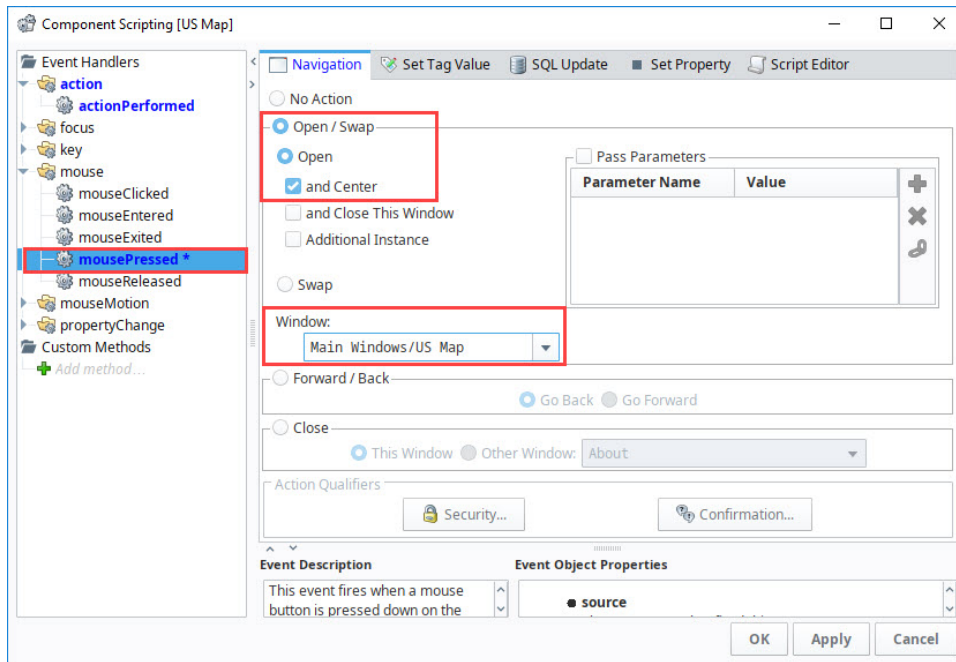 Component Scripting [US Map]
Event Handlers
action
actionPerformed
focus
key
mouse
mouseClicked
mouseEntered
mouseExited
mousePressed *
mouseReleased
mouseMotion
propertyChange
Custom Methods
Add method...
Navigation Set Tag Value SQL Update Set Property Script Editor
No Action
Open / Swap
Open
and Center
and Close This Window
Additional Instance
Swap
Pass Parameters
Parameter Name Value
Window:
Main Windows/US Map
Forward / Back
Go Back Go Forward
Close
This Window Other Window: About
Action Qualifiers
Security... Confirmation...
Event Description
This event fires when a mouse
button is pressed down on the
Event Object Properties
source
OK Apply Cancel